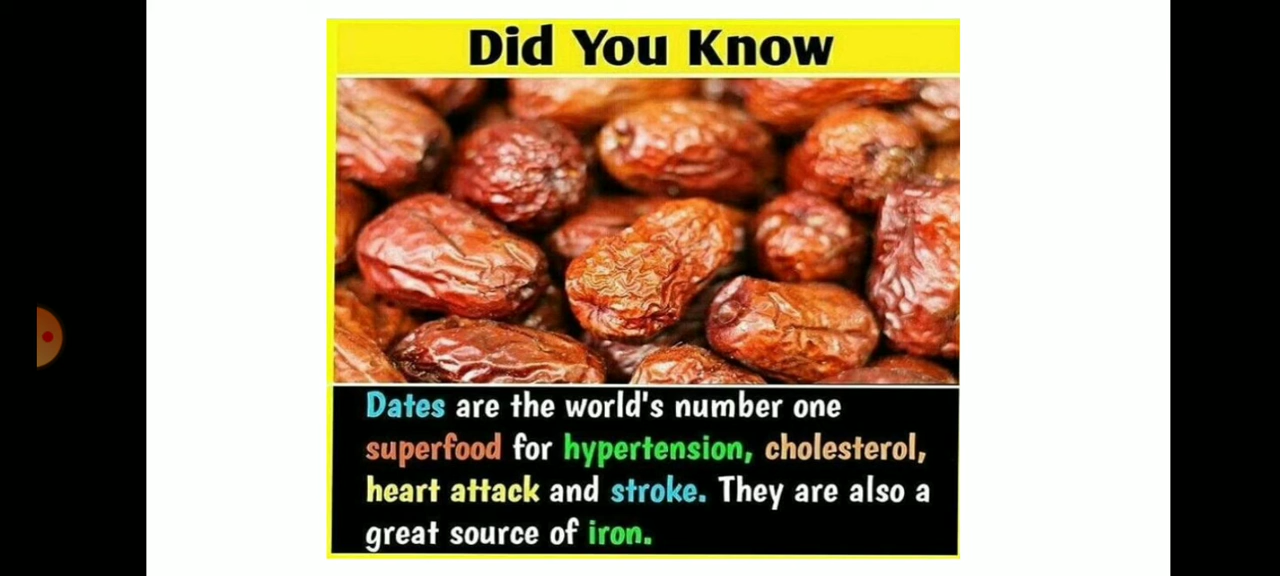 Did You Know
Dates are the world's number one
superfood for hypertension, cholesterol,
heart attack and stroke. They are also a
great source of iron.